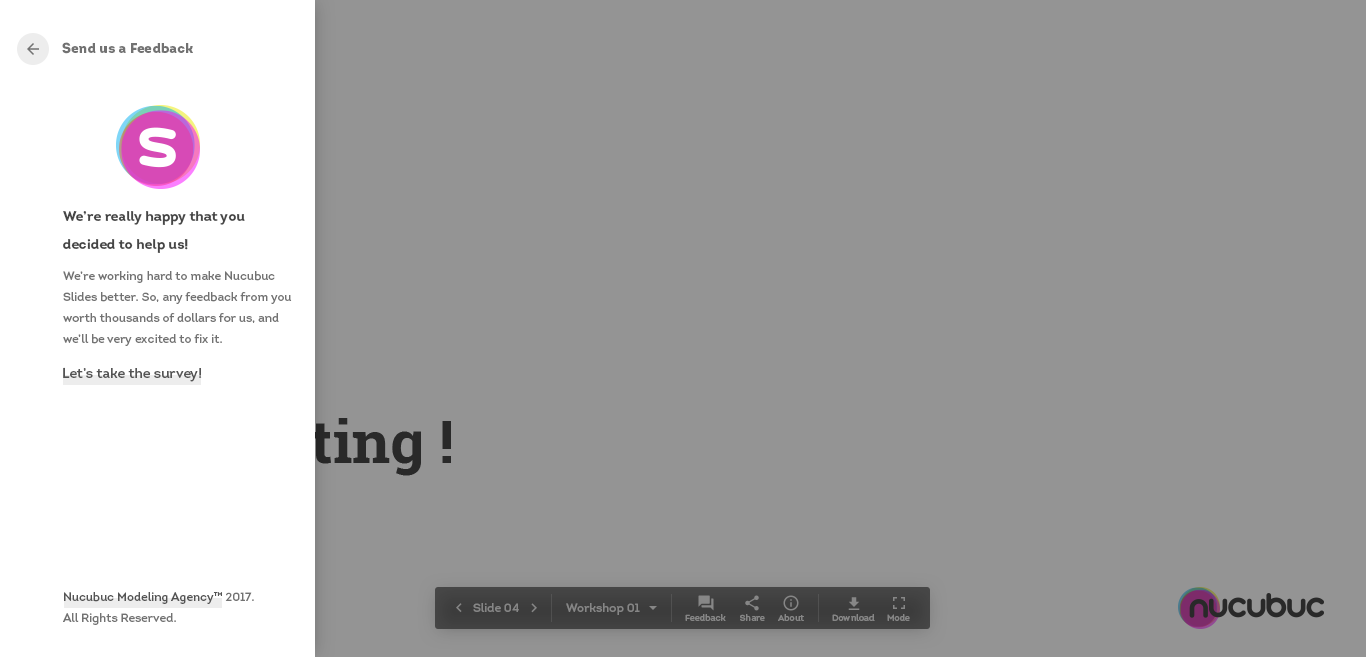 Send us a Feedback
S
We're really happy that you
decided to help us!
We're working hard to make Nucubuc
Slides better. So, any feedback from you
worth thousands of dollars for us, and
we'll be very excited to fix it.
Let's take the survey!
ting !
Nucubuc Modeling Agency™ 2017.
All Rights Reserved.
Slide 04
Workshop 01
Feedback
Share
About
Download
Mode
nucubuc